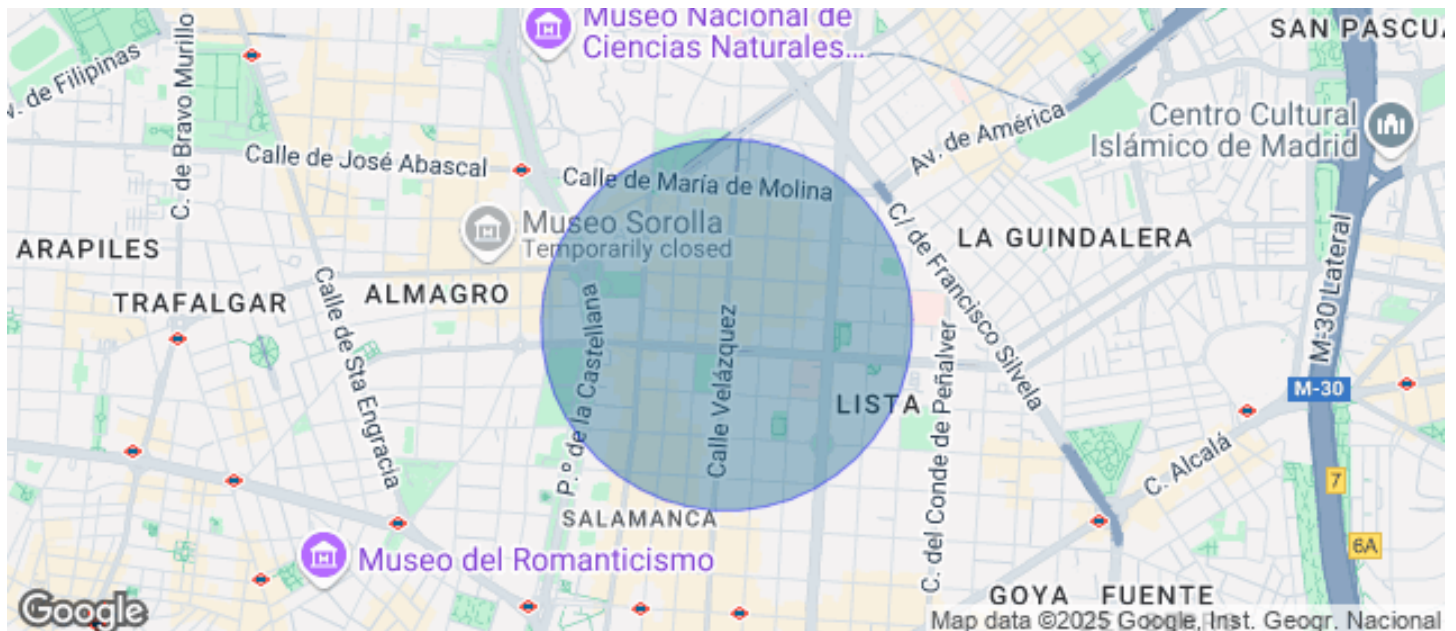 Museo Nacional de
Ciencias Naturales....
SAN PASCUA
v. de Filipinas
C. de Bravo Murillo
Centro Cultural
Islámico de Madrid
Av. de América
Calle de José Abascal
Calle de María de Molina
Museo Sorolla
Temporarily closed
C/ de Francisco Silvela
LA GUINDALERA
M-30 Lateral
ARAPILES
TRAFALGAR
ALMAGRO
Calle de Sta Engracia
P.º de la Castellana
Calle Velázquez
C. del Conde de Peñalver
LISTA
M-30
C. Alcalá
7
6A
SALAMANCA
Museo del Romanticismo
GOYA
FUENTE
Google
Map data ©2025 Google, Inst. Geogr. Nacional